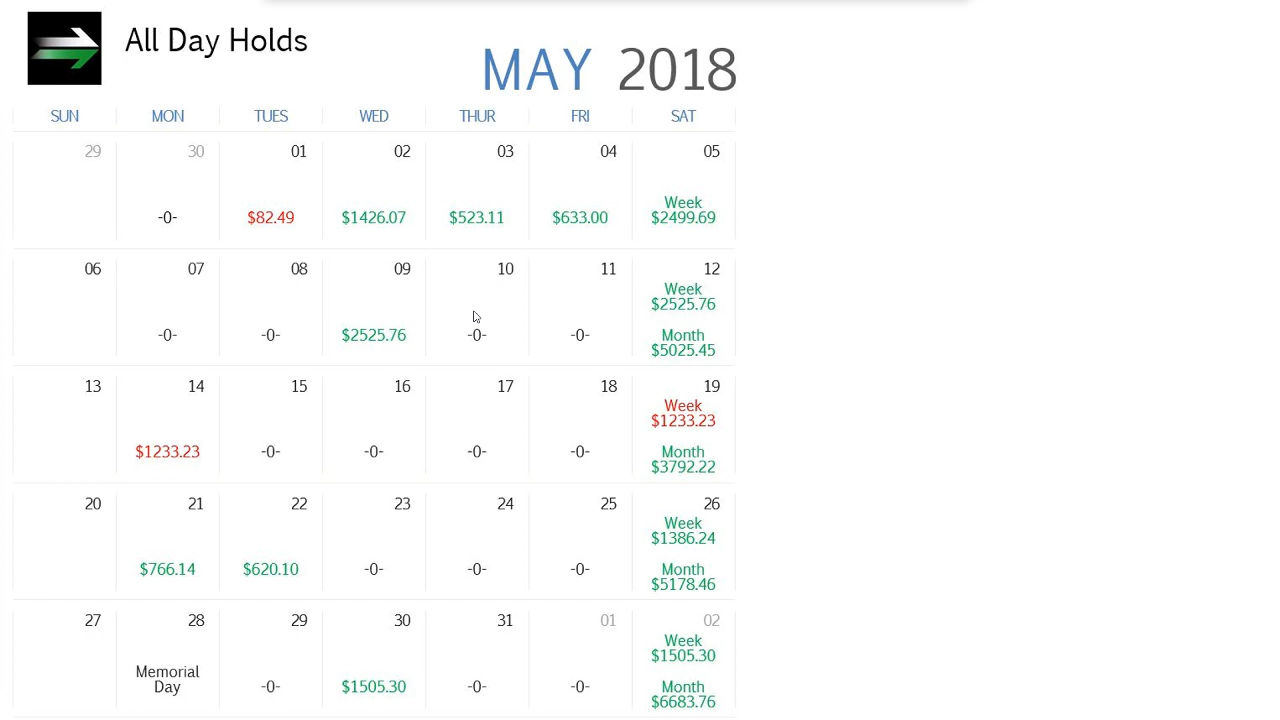 All Day Holds
MAY 2018
SUN MON TUES WED THUR FRI SAT
29 30 01 02 03 04 05
-0- $82.49 $1426.07 $523.11 $633.00 Week
$2499.69
06 07 08 09 10 11 12
Week
$2525.76
-0- -0- $2525.76 -0- -0- Month
$5025.45
13 14 15 16 17 18 19
Week
$1233.23
$1233.23 -0- -0- -0- -0- Month
$3792.22
20 21 22 23 24 25 26
Week
$1386.24
$766.14 $620.10 -0- -0- -0- Month
$5178.46
27 28 29 30 31 01 02
Week
$1505.30
Memorial
Day -0- $1505.30 -0- -0- Month
$6683.76